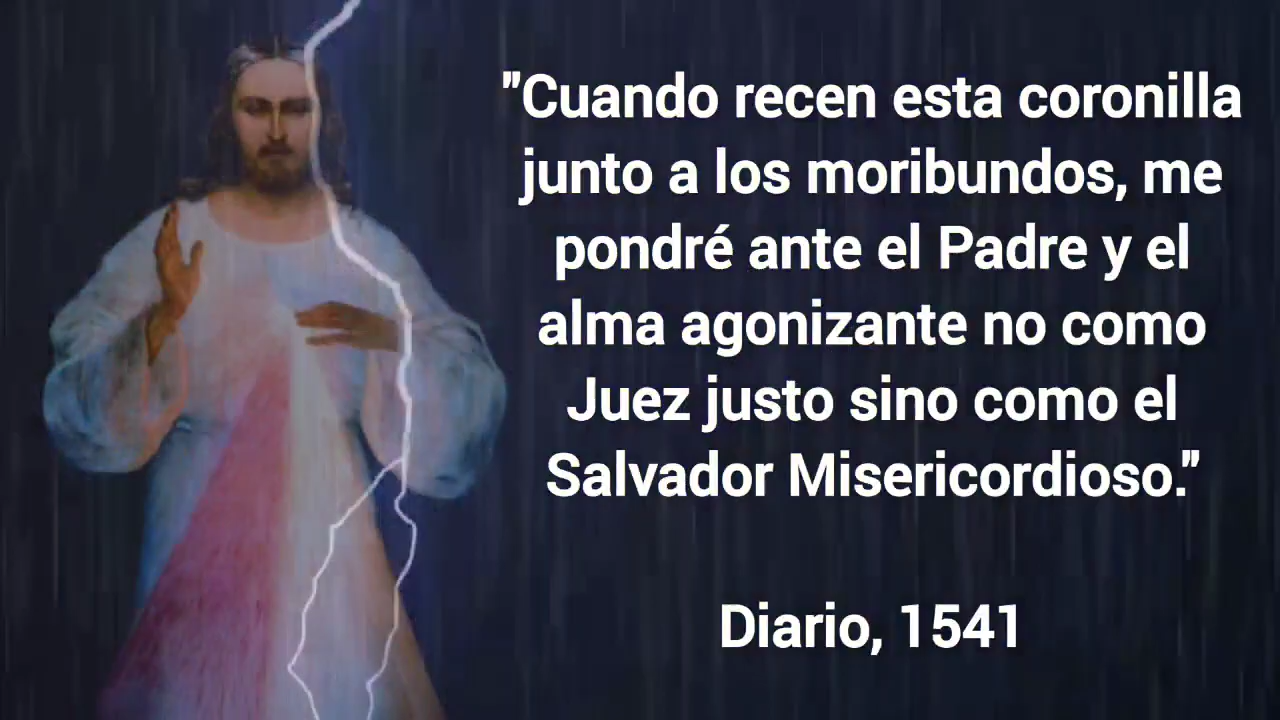 "Cuando recen esta coronilla
junto a los moribundos, me
pondré ante el Padre y el
alma agonizante no como
Juez justo sino como el
Salvador Misericordioso."
Diario, 1541